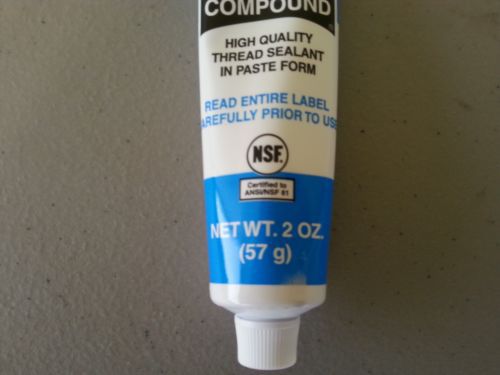 COMPOUND
HIGH QUALITY
THREAD SEALANT
IN PASTE FORM
READ ENTIRE LABEL
CAREFULLY PRIOR TO USE
NSF.
Certified to
ANSI/NSF 61
NET WT. 2 OZ.
(57 g)